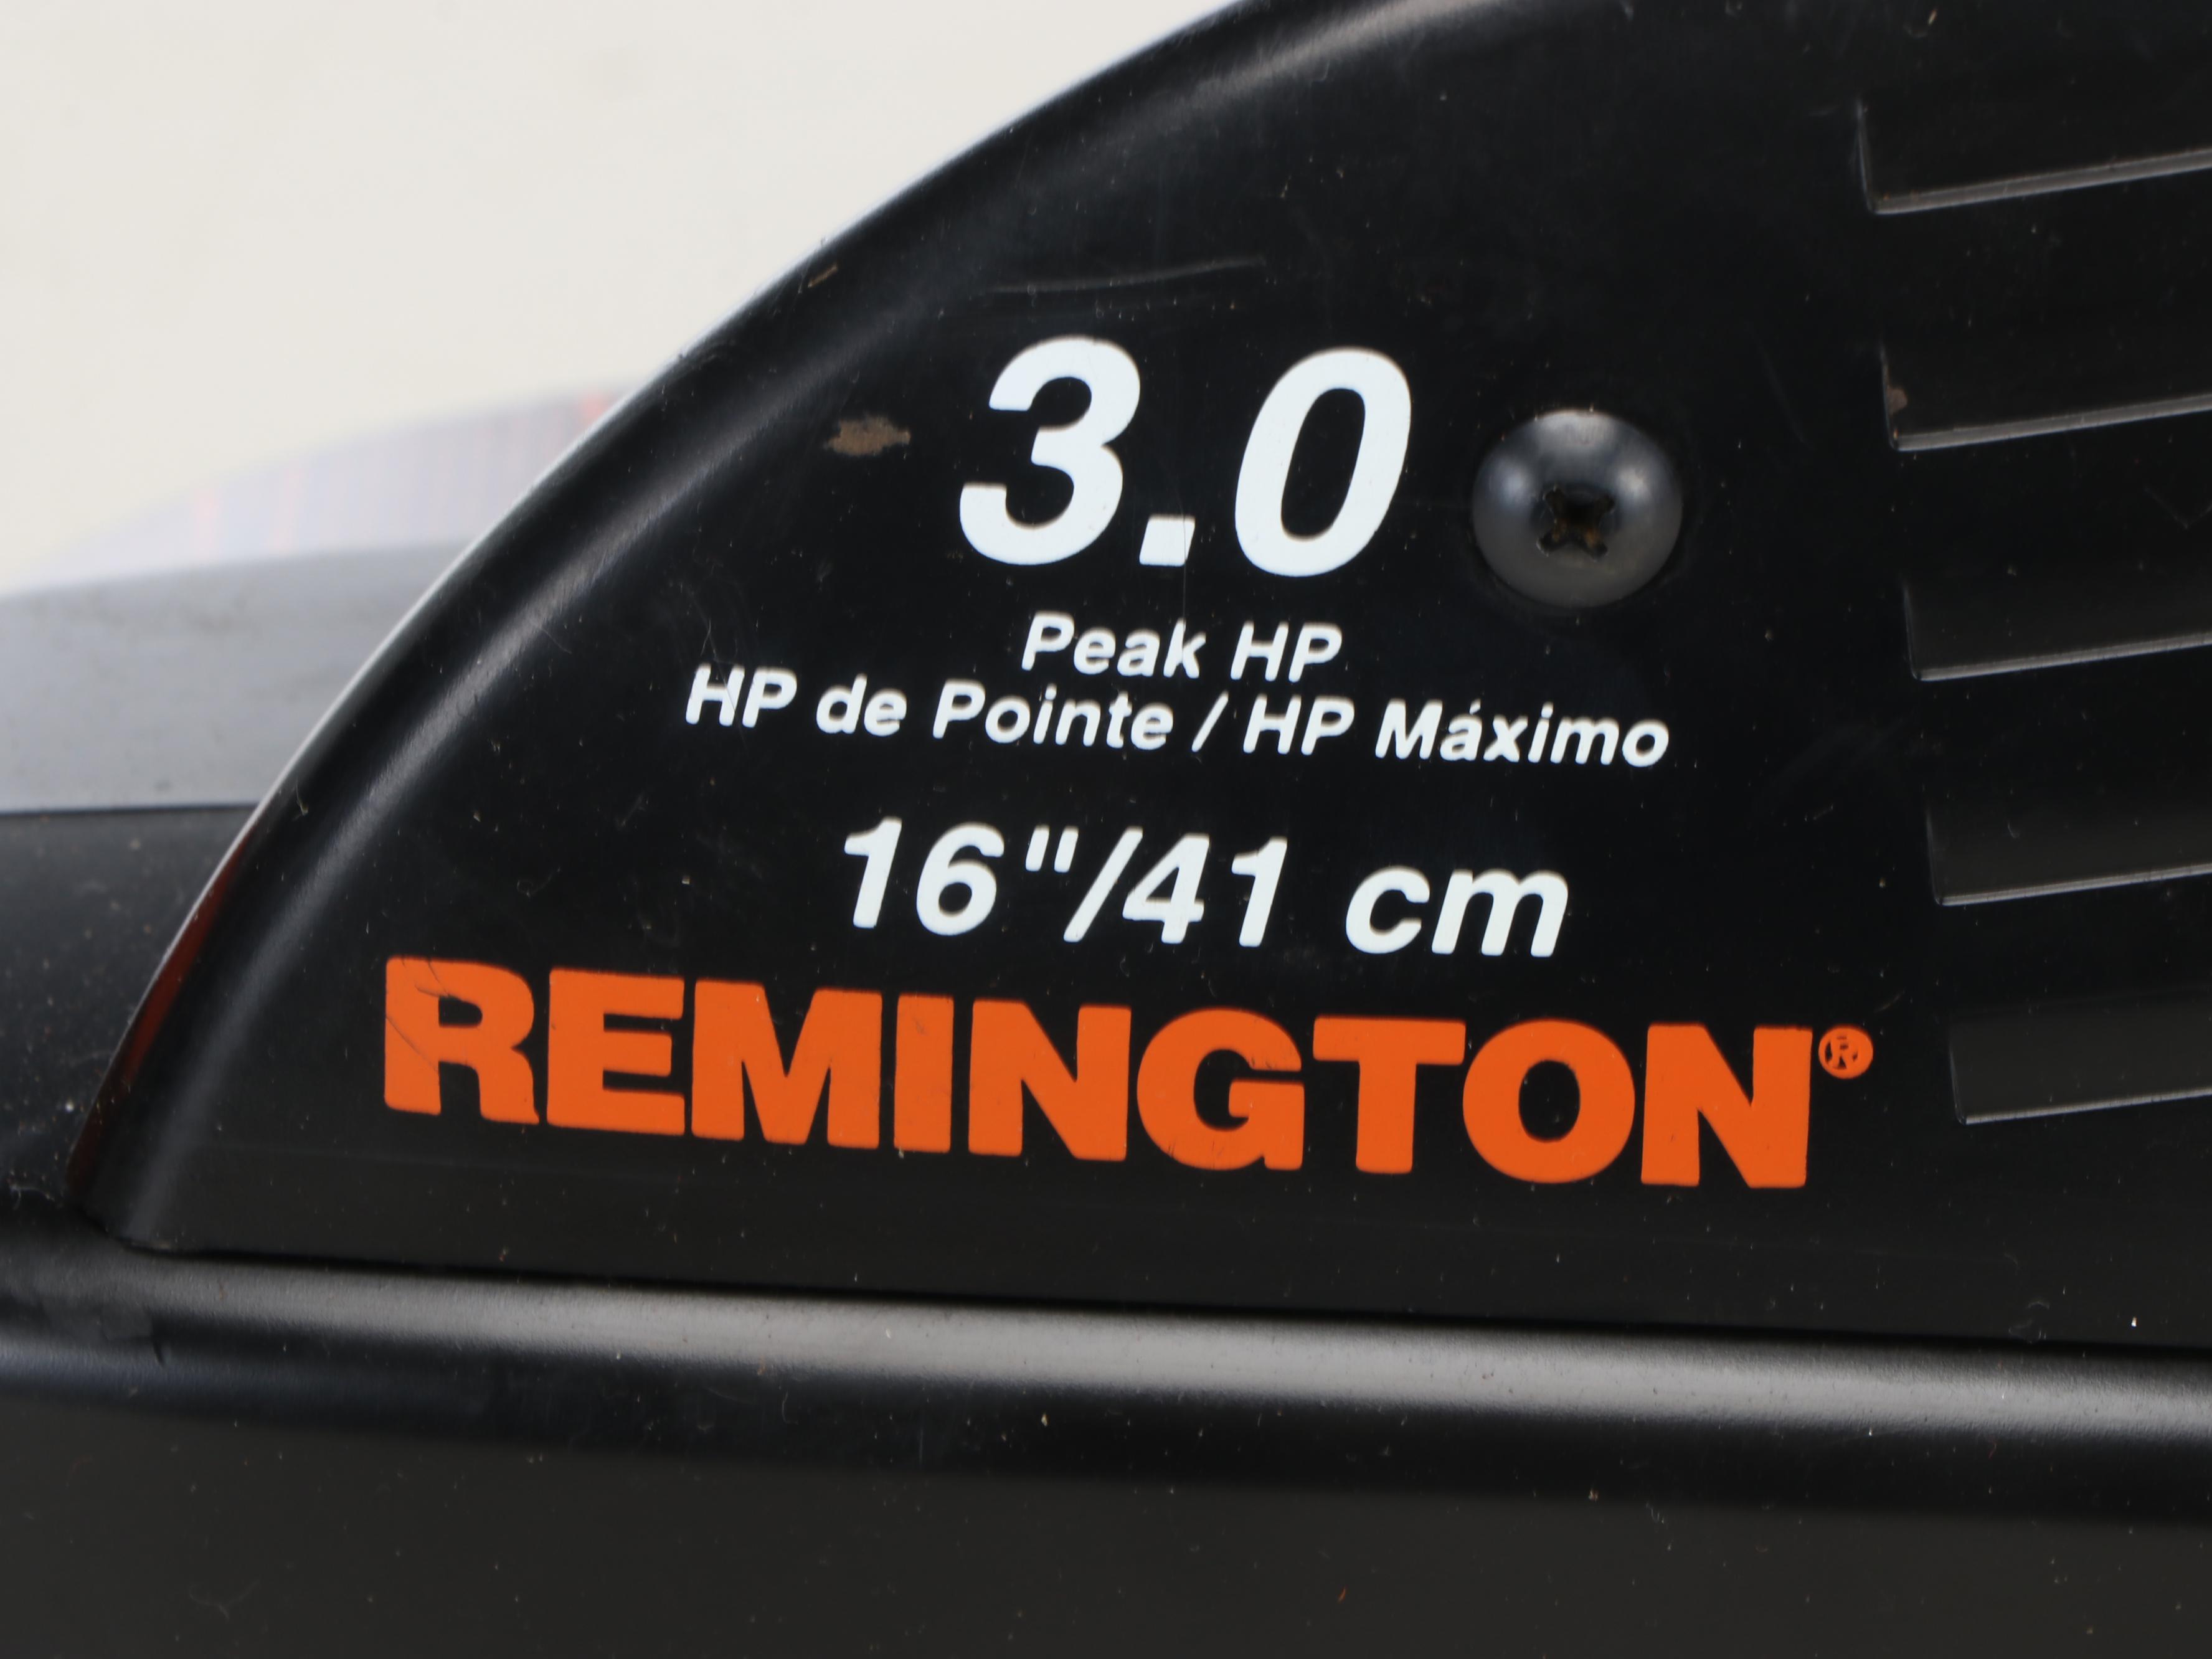 3.0
Peak HP
HP de Pointe / HP Máximo
16"/41 cm
REMINGTON®